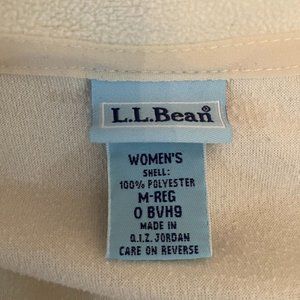 L.L.Bean®
WOMEN'S
SHELL:
100% POLYESTER
M-REG
0 BVH9
MADE IN
Q.I.Z. JORDAN
CARE ON REVERSE